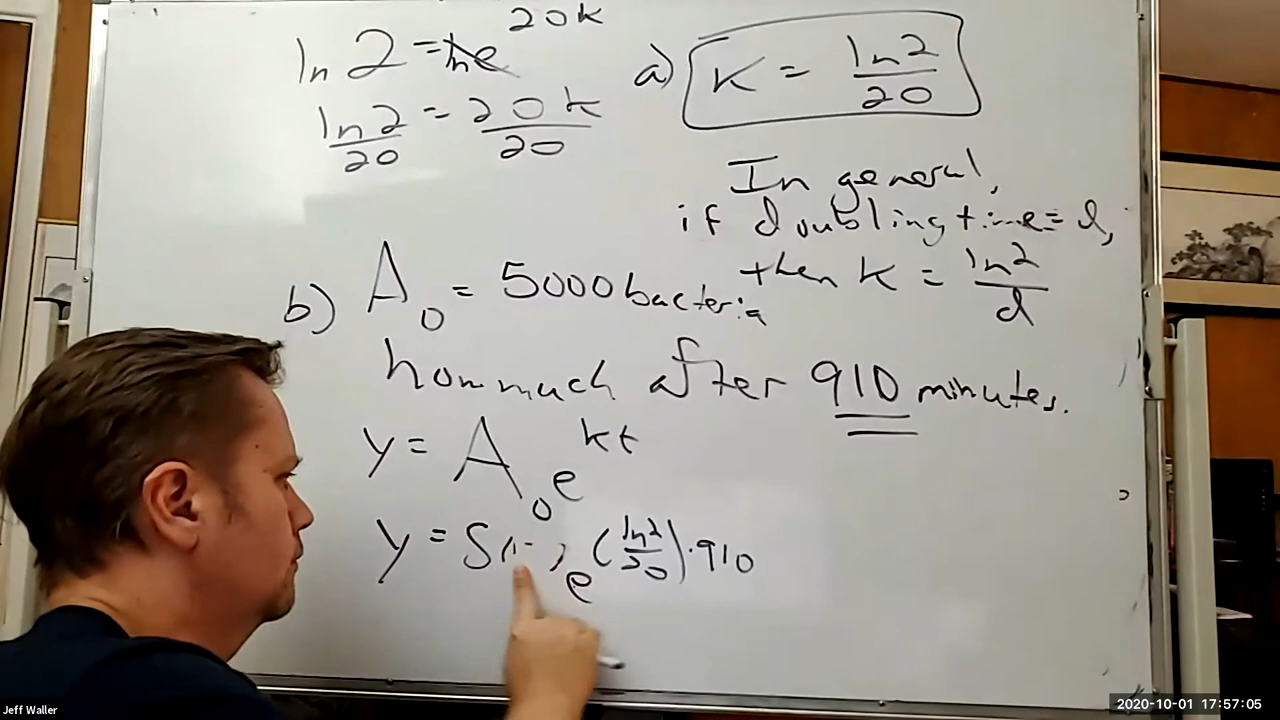 ln 2 = ln e^20k
ln2/20 = 20k/20
a) K = ln2/20
In general,
if doubling time = d,
then K = ln2/d
b) A₀ = 5000 bacteria
how much after 910 minutes.
y = A₀e^kt
y = e^(ln2/20)·910
Jeff Waller
2020-10-01 17:57:05